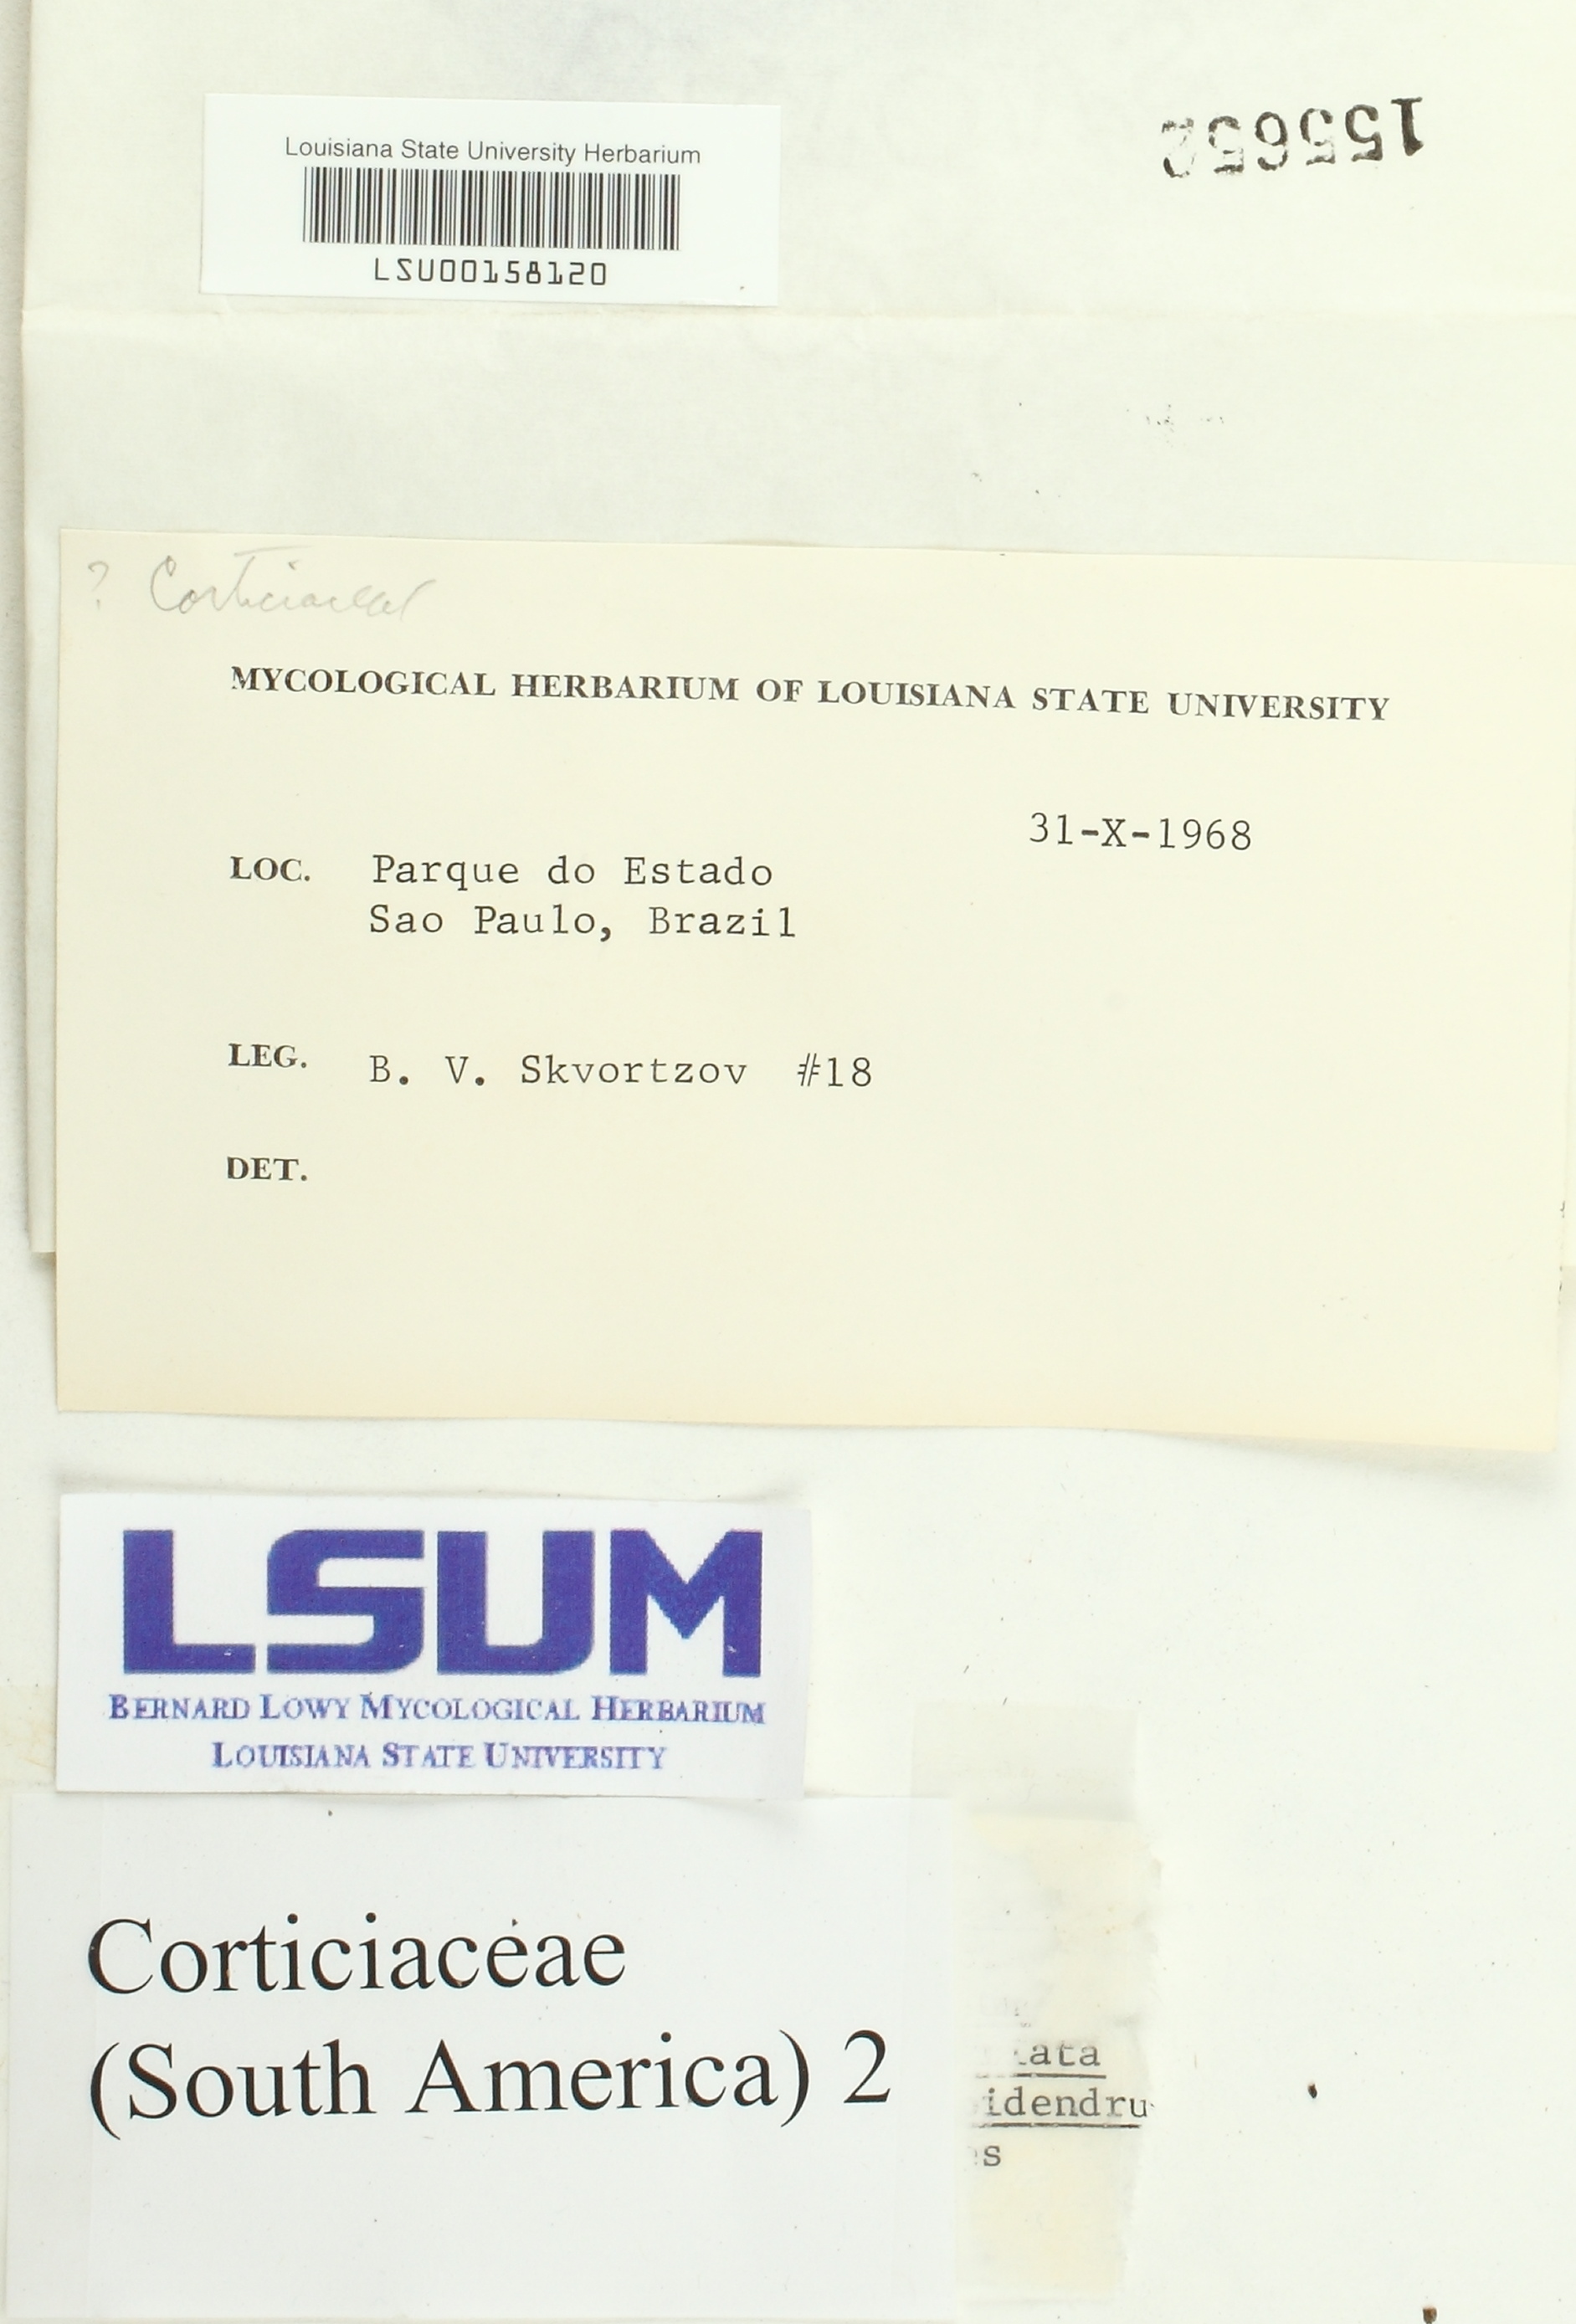 Louisiana State University Herbarium
LSU00158120
155652
? Corticiaceae
MYCOLOGICAL HERBARIUM OF LOUISIANA STATE UNIVERSITY
31-X-1968
LOC. Parque do Estado
Sao Paulo, Brazil
LEG. B. V. Skvortzov #18
DET.
LSUM
BERNARD LOWY MYCOLOGICAL HERBARIUM
LOUISIANA STATE UNIVERSITY
Corticiaceae
(South America) 2
ata
idendru
s